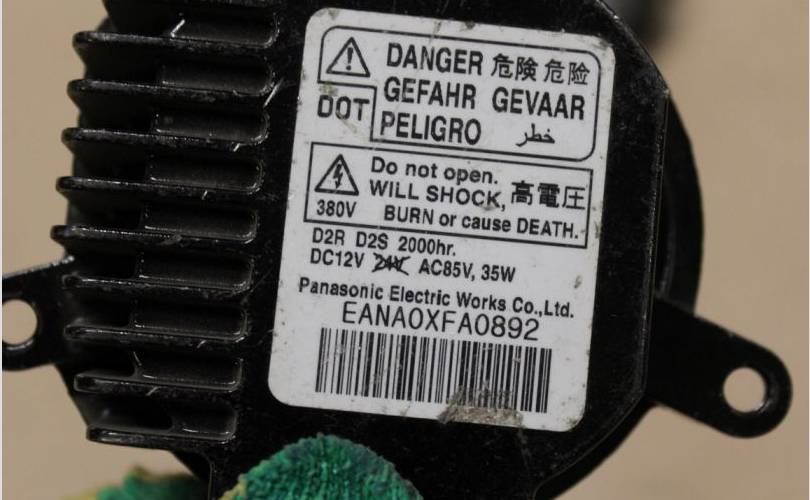 DANGER 危険 危险
GEFAHR GEVAAR
DOT PELIGRO خطر
Do not open.
WILL SHOCK, 高電圧
380V BURN or cause DEATH.
D2R D2S 2000hr.
DC12V 24V AC85V, 35W
Panasonic Electric Works Co.,Ltd.
EANA0XFA0892